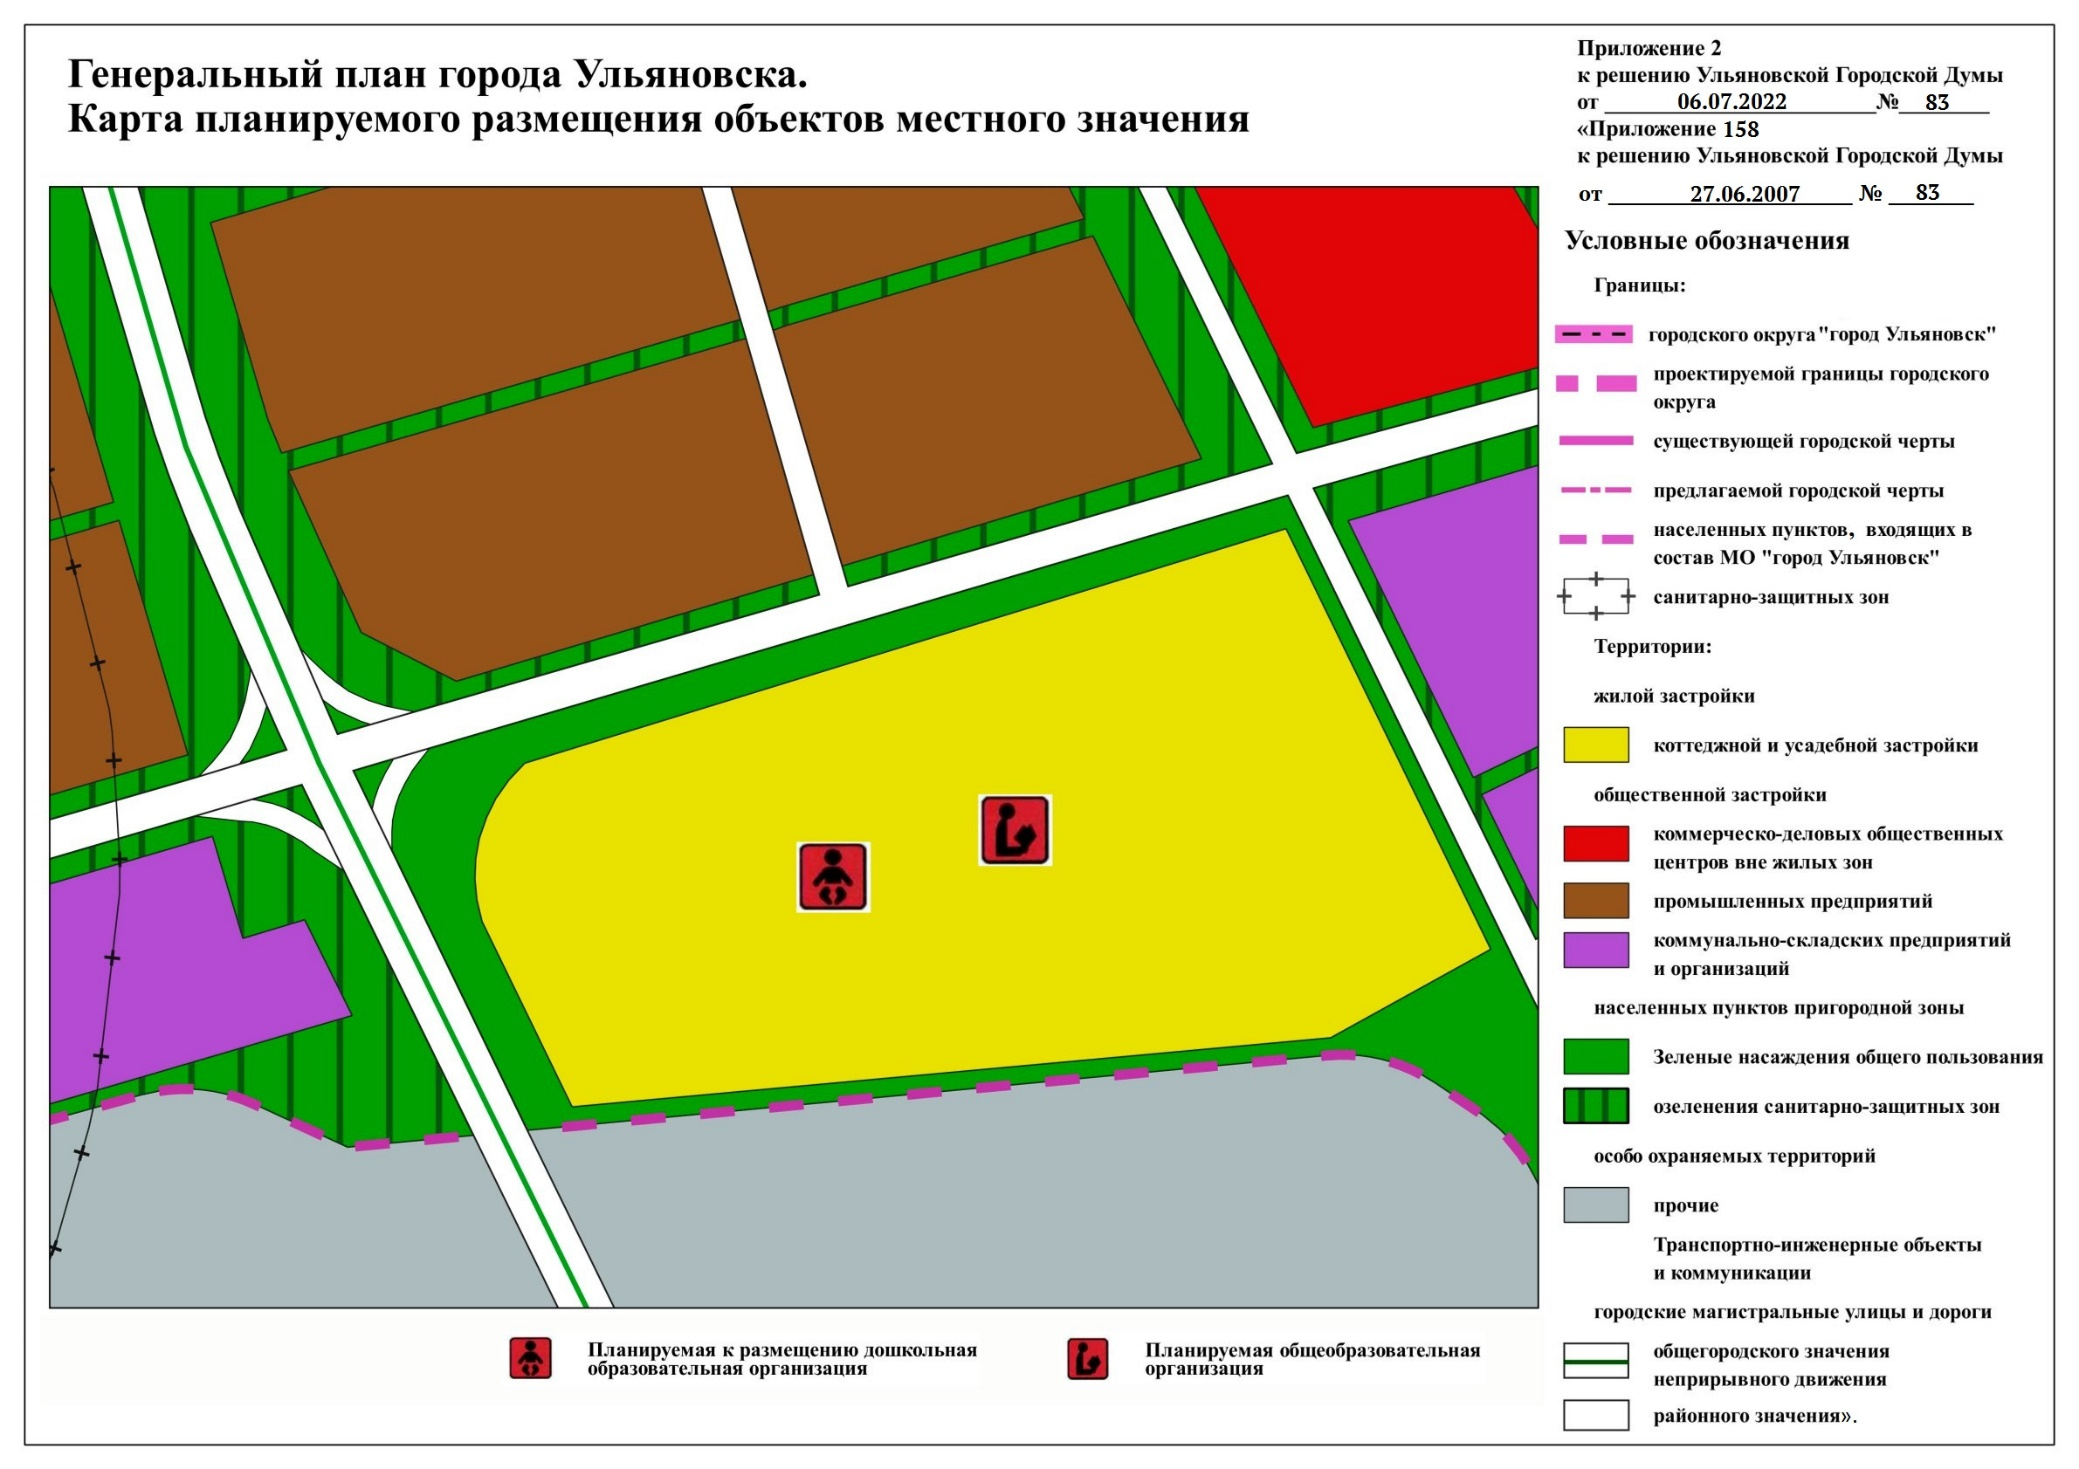 Генеральный план города Ульяновска.
Карта планируемого размещения объектов местного значения
Приложение 2
к решению Ульяновской Городской Думы
от 06.07.2022 № 83
«Приложение 158
к решению Ульяновской Городской Думы
от 27.06.2007 № 83
Условные обозначения
Границы:
городского округа "город Ульяновск"
проектируемой границы городского
округа
существующей городской черты
предлагаемой городской черты
населенных пунктов, входящих в
состав МО "город Ульяновск"
санитарно-защитных зон
Территории:
жилой застройки
коттеджной и усадебной застройки
общественной застройки
коммерческо-деловых общественных
центров вне жилых зон
промышленных предприятий
коммунально-складских предприятий
и организаций
населенных пунктов пригородной зоны
Зеленые насаждения общего пользования
озеленения санитарно-защитных зон
особо охраняемых территорий
прочие
Транспортно-инженерные объекты
и коммуникации
городские магистральные улицы и дороги
общегородского значения
неприрывного движения
районного значения».
Планируемая к размещению дошкольная
образовательная организация
Планируемая общеобразовательная
организация